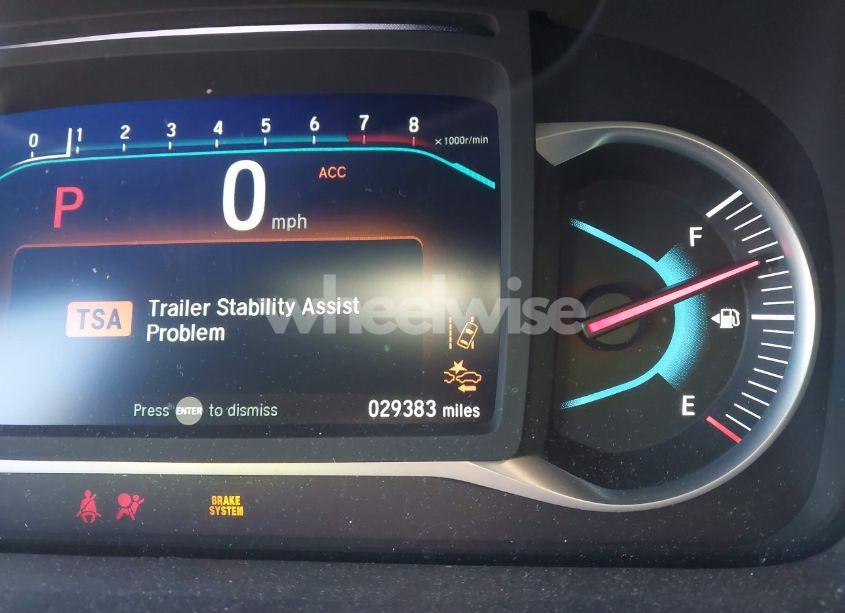 0 1 2 3 4 5 6 7 8 x1000r/min
P 0 mph ACC
F
TSA Trailer Stability Assist
Problem
wheelwise
E
Press ENTER to dismiss 029383 miles
BRAKE
SYSTEM